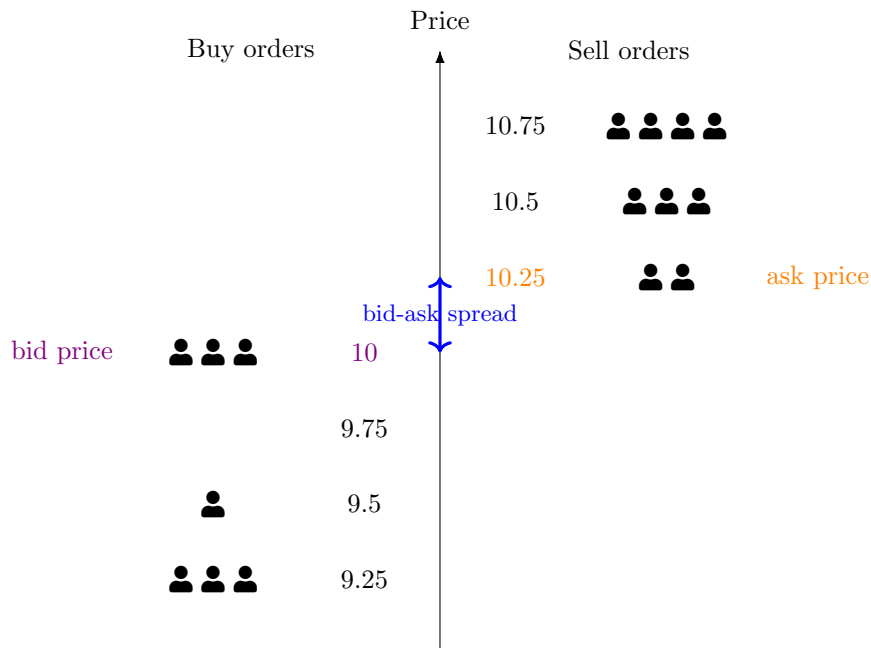 Price
Buy orders
Sell orders
10.75
10.5
10.25 ask price
bid-ask spread
bid price 10
9.75
9.5
9.25